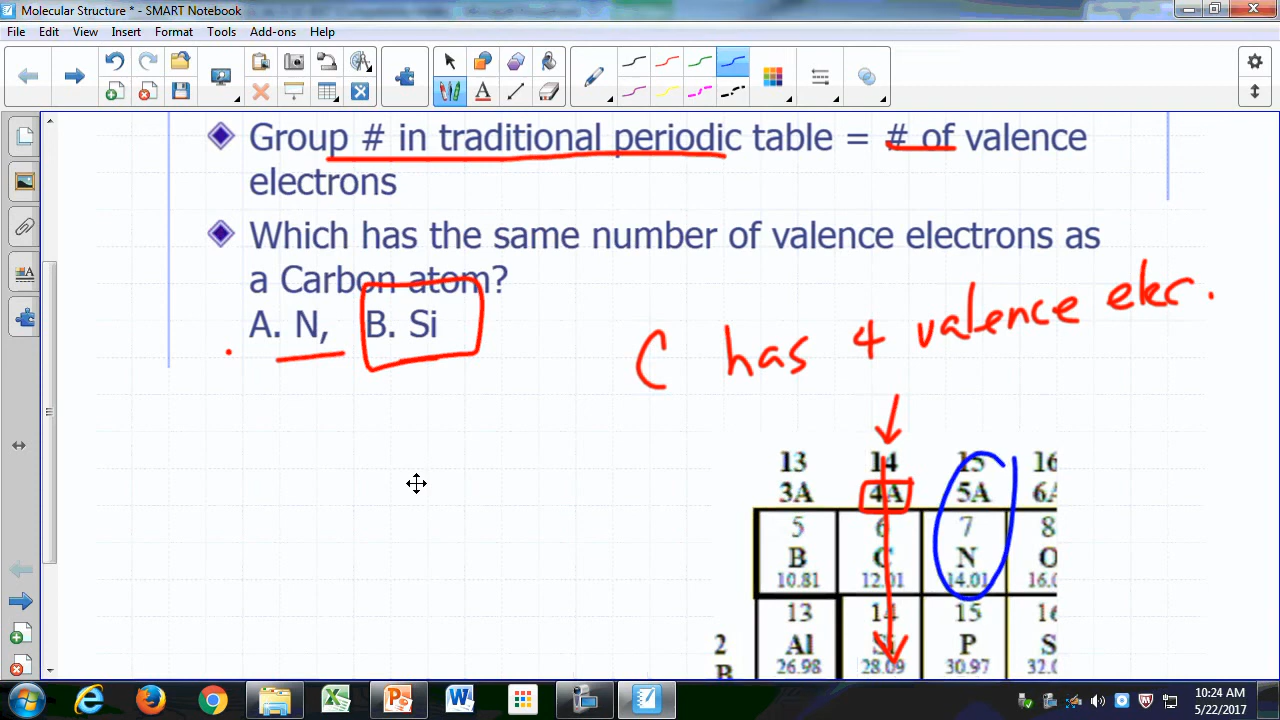 Molecular Structure * - SMART Notebook
File Edit View Insert Format Tools Add-ons Help
Group # in traditional periodic table = # of valence
electrons
Which has the same number of valence electrons as
a Carbon atom?
A. N, B. Si
C has 4 valence elec.
13 14 15 16
3A 4A 5A 6A
5 6 7 8
B C N O
10.81 12.01 14.01 16.0
13 14 15 16
2 Al Si P S
B 26.98 28.09 30.97 32.0
10:24 AM
5/22/2017